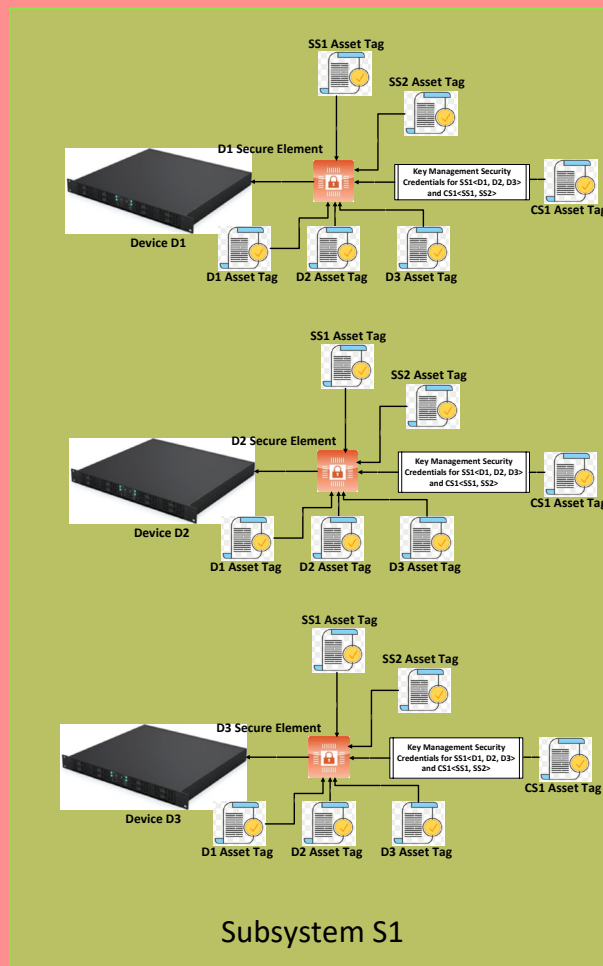 SS1 Asset Tag
SS2 Asset Tag
D1 Secure Element
Key Management Security
Credentials for SS1<D1, D2, D3>
and CS1<SS1, SS2>
CS1 Asset Tag
Device D1
D1 Asset Tag
D2 Asset Tag
D3 Asset Tag
SS1 Asset Tag
SS2 Asset Tag
D2 Secure Element
Key Management Security
Credentials for SS1<D1, D2, D3>
and CS1<SS1, SS2>
CS1 Asset Tag
Device D2
D1 Asset Tag
D2 Asset Tag
D3 Asset Tag
SS1 Asset Tag
SS2 Asset Tag
D3 Secure Element
Key Management Security
Credentials for SS1<D1, D2, D3>
and CS1<SS1, SS2>
CS1 Asset Tag
Device D3
D1 Asset Tag
D2 Asset Tag
D3 Asset Tag
Subsystem S1